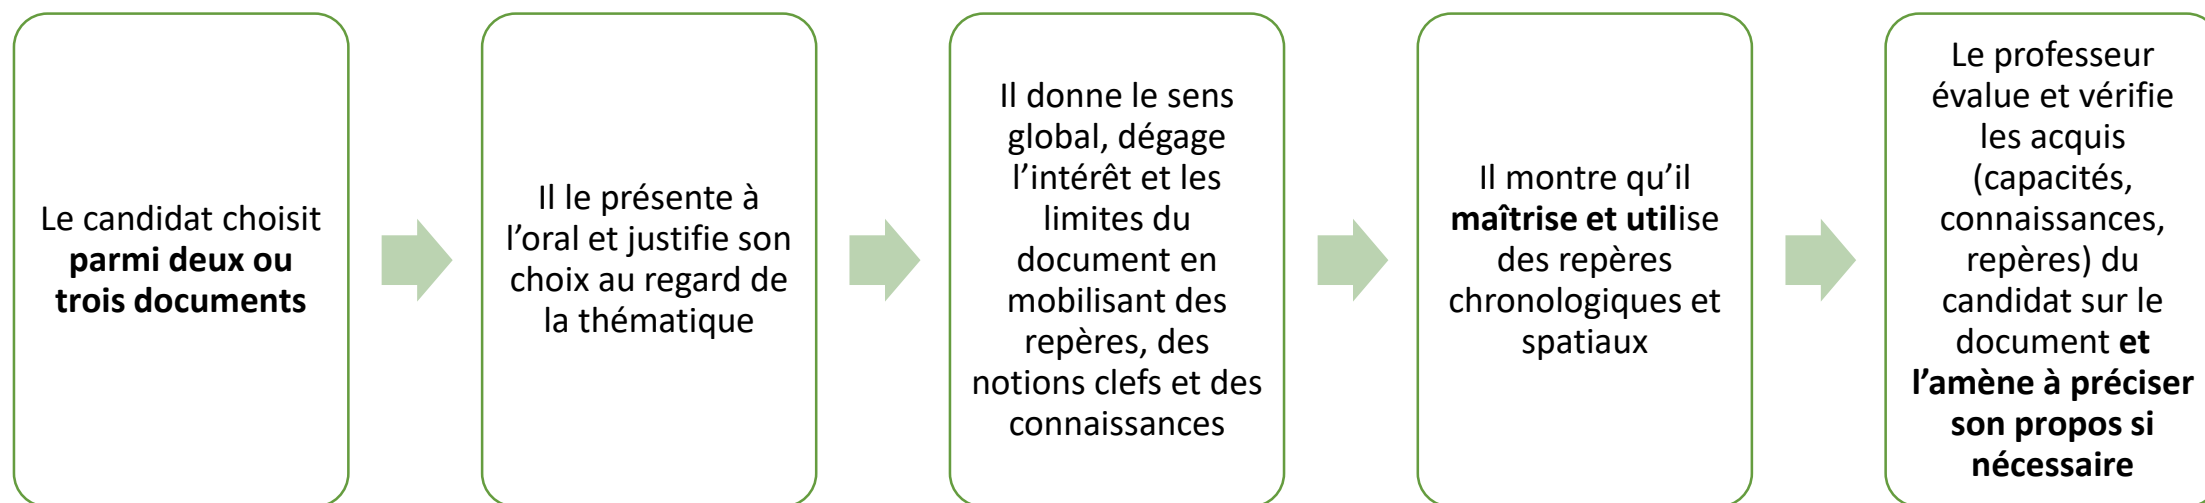 Le candidat choisit
parmi deux ou
trois documents
Il le présente à
l’oral et justifie son
choix au regard de
la thématique
Il donne le sens
global, dégage
l’intérêt et les
limites du
document en
mobilisant des
repères, des
notions clefs et des
connaissances
Il montre qu’il
maîtrise et utilise
des repères
chronologiques et
spatiaux
Le professeur
évalue et vérifie
les acquis
(capacités,
connaissances,
repères) du
candidat sur le
document et
l’amène à préciser
son propos si
nécessaire